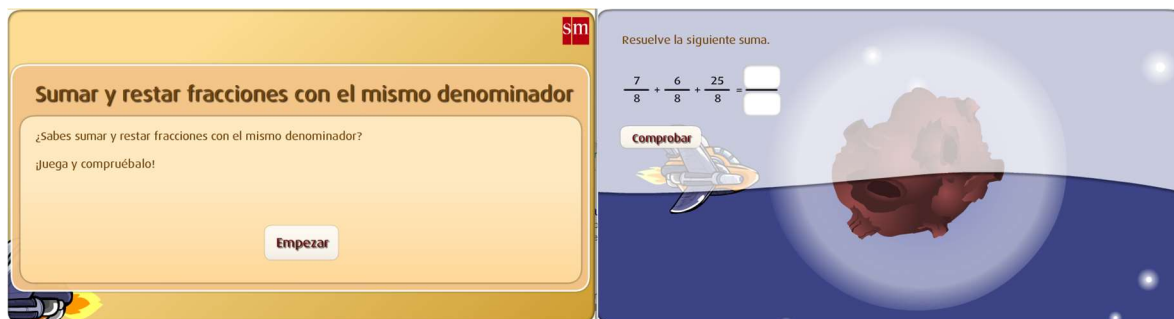 sm
Sumar y restar fracciones con el mismo denominador
¿Sabes sumar y restar fracciones con el mismo denominador?
¡Juega y compruébalo!
Empezar
Resuelve la siguiente suma.
7/8 + 6/8 + 25/8 =
Comprobar